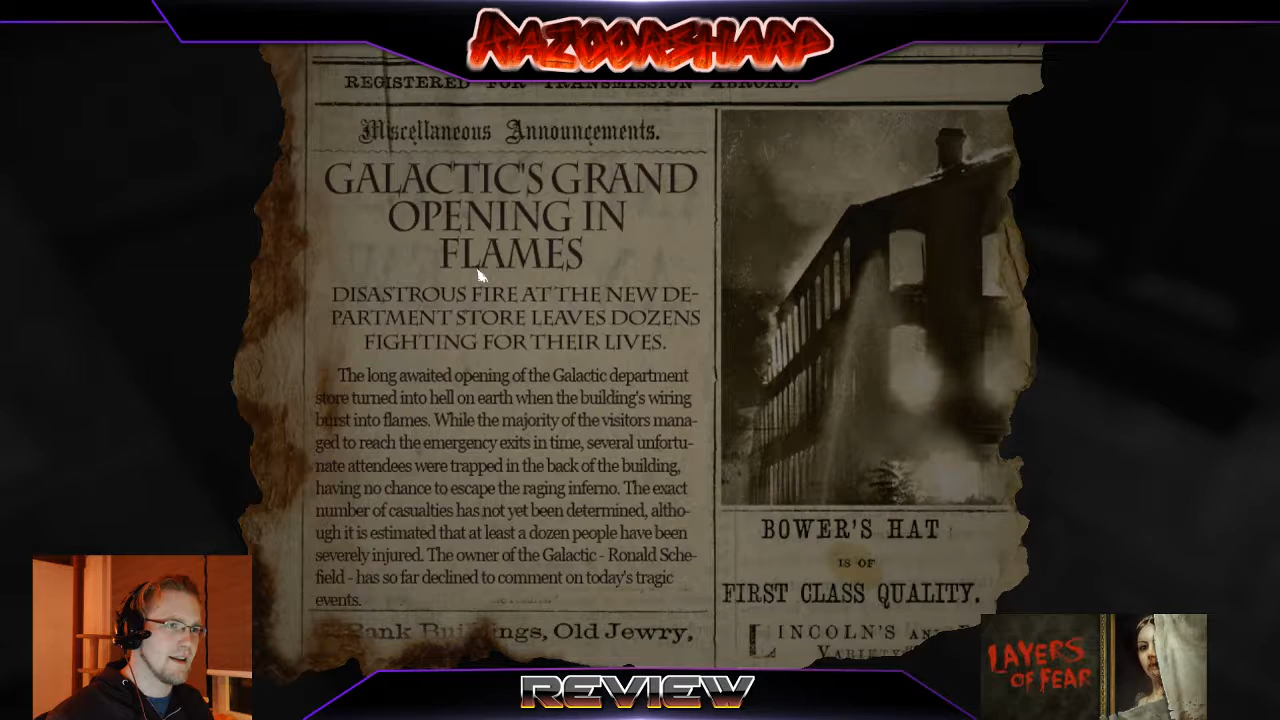 RAZOORSHARP
REGISTERED FOR TRANSMISSION ABROAD.
Miscellaneous Announcements.
GALACTIC'S GRAND
OPENING IN
FLAMES
DISASTROUS FIRE AT THE NEW DE-
PARTMENT STORE LEAVES DOZENS
FIGHTING FOR THEIR LIVES.
The long awaited opening of the Galactic department
store turned into hell on earth when the building's wiring
burst into flames. While the majority of the visitors mana-
ged to reach the emergency exits in time, several unfortu-
nate attendees were trapped in the back of the building,
having no chance to escape the raging inferno. The exact
number of casualties has not yet been determined, altho-
ugh it is estimated that at least a dozen people have been
severely injured. The owner of the Galactic - Ronald Sche-
field - has so far declined to comment on today's tragic
events.
Bank Buildings, Old Jewry,
BOWER'S HAT
IS OF
FIRST CLASS QUALITY.
LINCOLN'S AND
LAYERS
OF FEAR
REVIEW